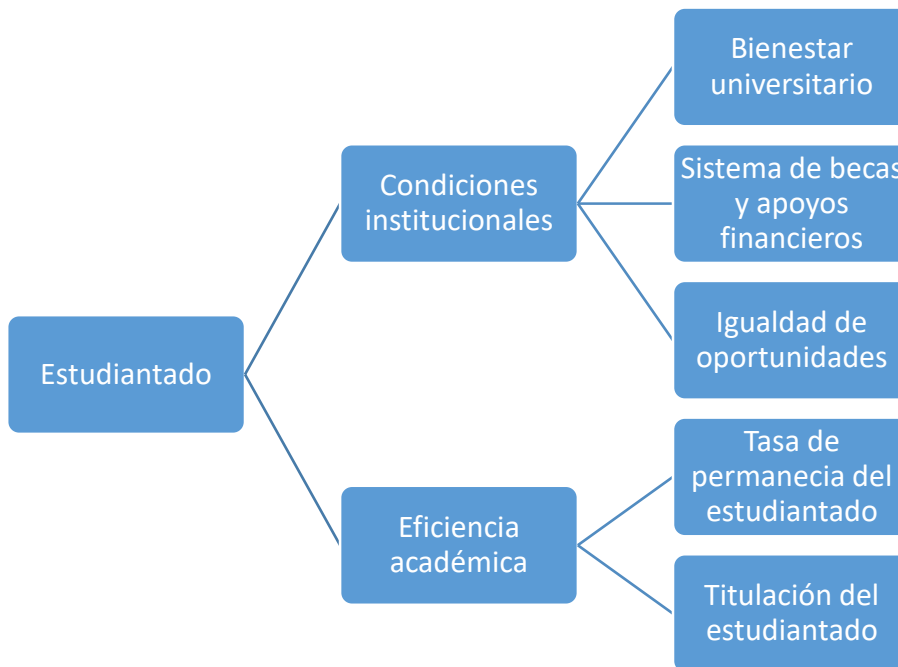 Estudiantado
Condiciones
institucionales
Bienestar
universitario
Sistema de becas
y apoyos
financieros
Igualdad de
oportunidades
Eficiencia
académica
Tasa de
permanecia del
estudiantado
Titulación del
estudiantado